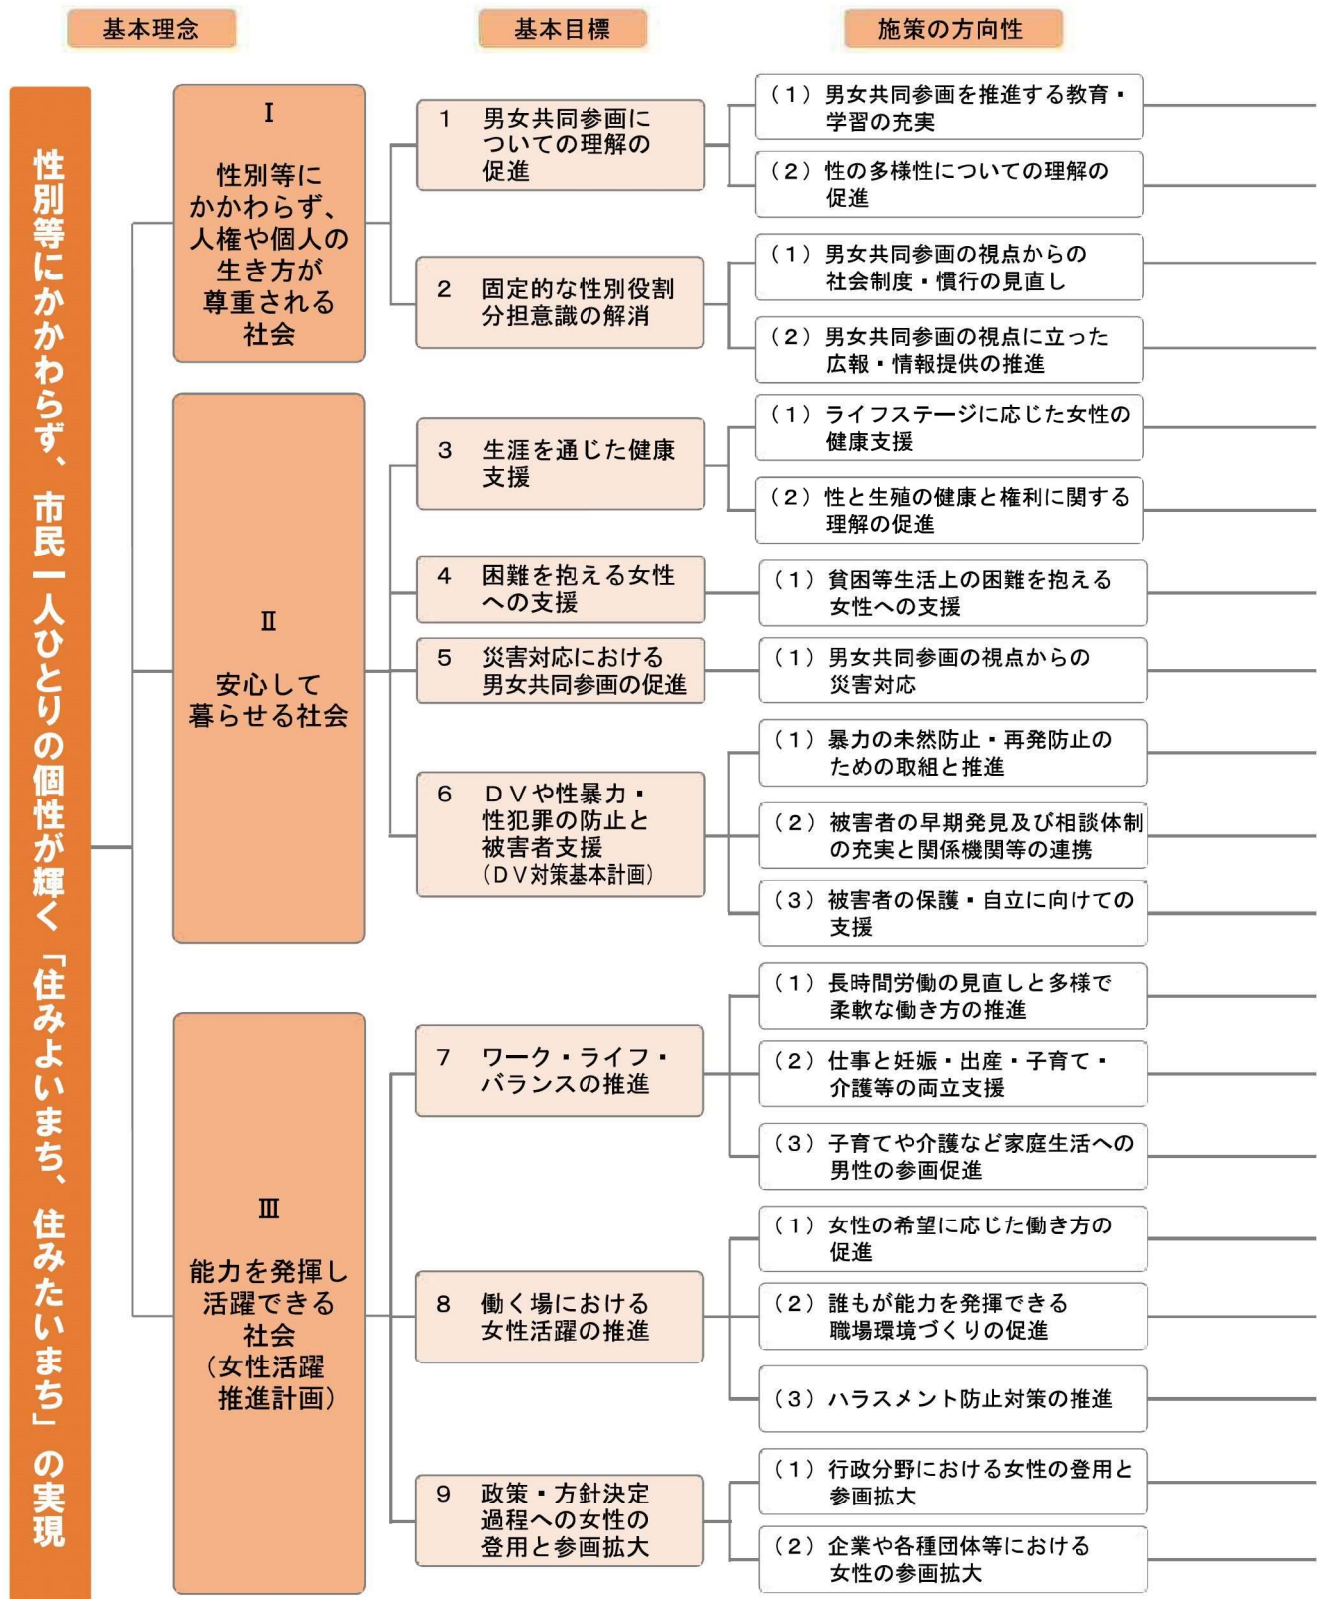 基本理念
基本目標
施策の方向性
性別等にかかわらず、市民一人ひとりの個性が輝く「住みよいまち、住みたいまち」の実現
Ⅰ
性別等に
かかわらず、
人権や個人の
生き方が
尊重される
社会
1 男女共同参画に
ついての理解の
促進
(1)男女共同参画を推進する教育・
学習の充実
(2)性の多様性についての理解の
促進
2 固定的な性別役割
分担意識の解消
(1)男女共同参画の視点からの
社会制度・慣行の見直し
(2)男女共同参画の視点に立った
広報・情報提供の推進
Ⅱ
安心して
暮らせる社会
3 生涯を通じた健康
支援
(1)ライフステージに応じた女性の
健康支援
(2)性と生殖の健康と権利に関する
理解の促進
4 困難を抱える女性
への支援
(1)貧困等生活上の困難を抱える
女性への支援
5 災害対応における
男女共同参画の促進
(1)男女共同参画の視点からの
災害対応
6 DVや性暴力・
性犯罪の防止と
被害者支援
(DV対策基本計画)
(1)暴力の未然防止・再発防止の
ための取組と推進
(2)被害者の早期発見及び相談体制
の充実と関係機関等の連携
(3)被害者の保護・自立に向けての
支援
Ⅲ
能力を発揮し
活躍できる
社会
(女性活躍
推進計画)
7 ワーク・ライフ・
バランスの推進
(1)長時間労働の見直しと多様で
柔軟な働き方の推進
(2)仕事と妊娠・出産・子育て・
介護等の両立支援
(3)子育てや介護など家庭生活への
男性の参画促進
8 働く場における
女性活躍の推進
(1)女性の希望に応じた働き方の
促進
(2)誰もが能力を発揮できる
職場環境づくりの促進
(3)ハラスメント防止対策の推進
9 政策・方針決定
過程への女性の
登用と参画拡大
(1)行政分野における女性の登用と
参画拡大
(2)企業や各種団体等における
女性の参画拡大